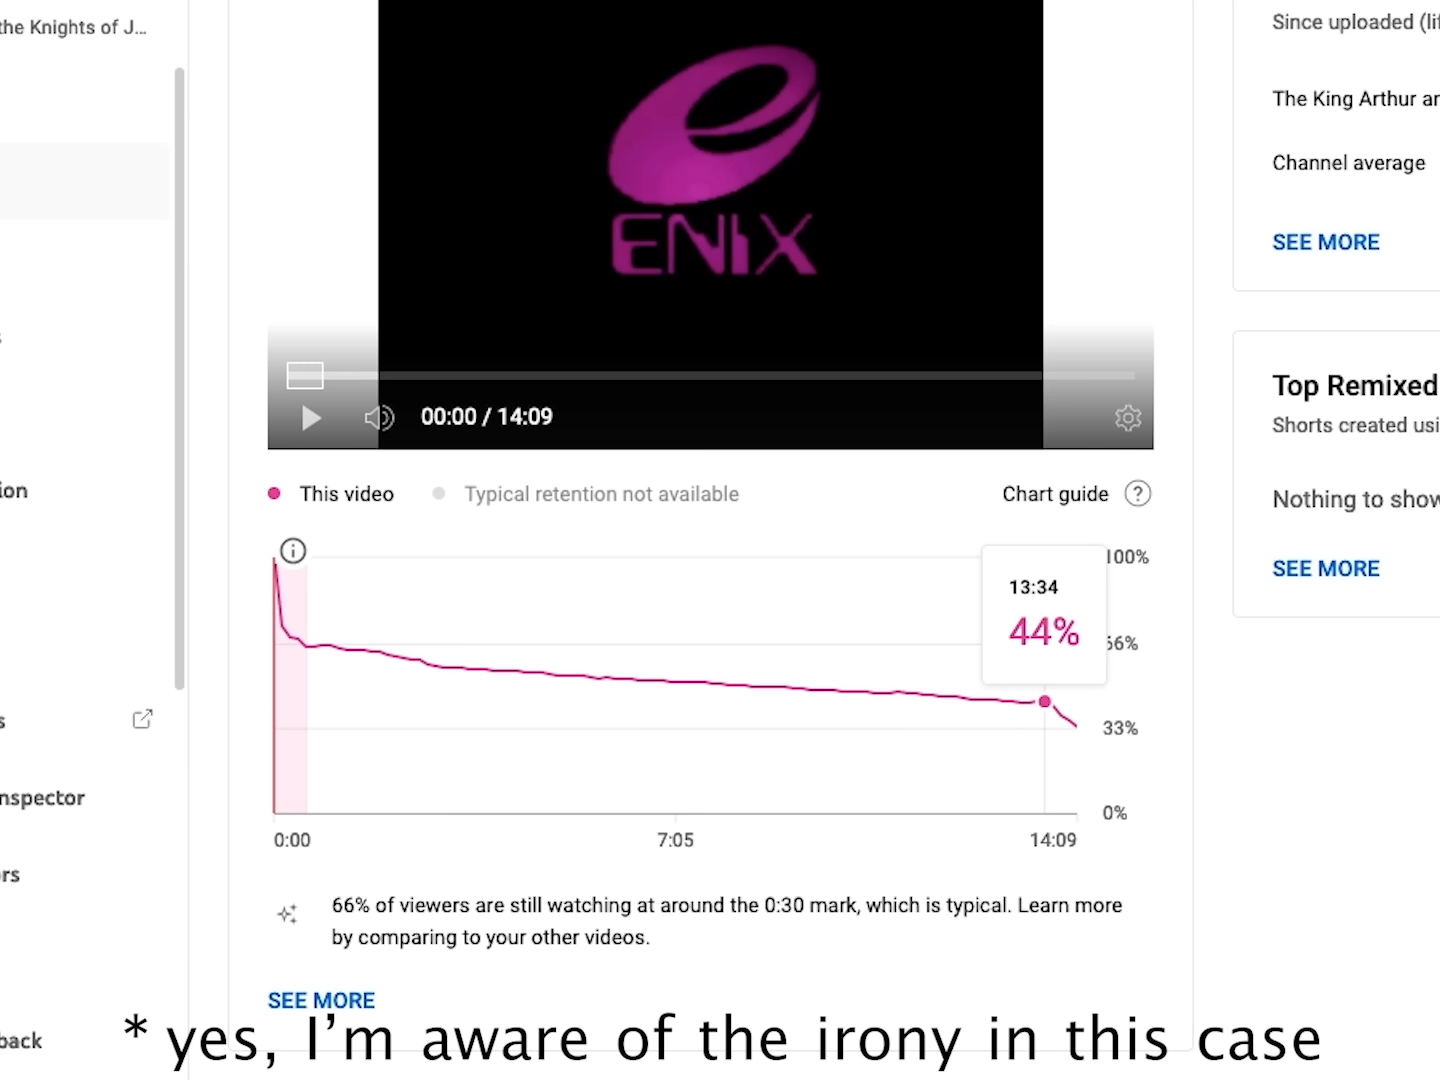 the Knights of J...
ENIX
00:00 / 14:09
This video
Typical retention not available
Chart guide
?
i
13:34
44%
100%
66%
33%
0%
0:00
7:05
14:09
66% of viewers are still watching at around the 0:30 mark, which is typical. Learn more
by comparing to your other videos.
SEE MORE
Since uploaded (lif
The King Arthur an
Channel average
SEE MORE
Top Remixed
Shorts created usi
Nothing to show
SEE MORE
ion
s
nspector
rs
back
* yes, I'm aware of the irony in this case